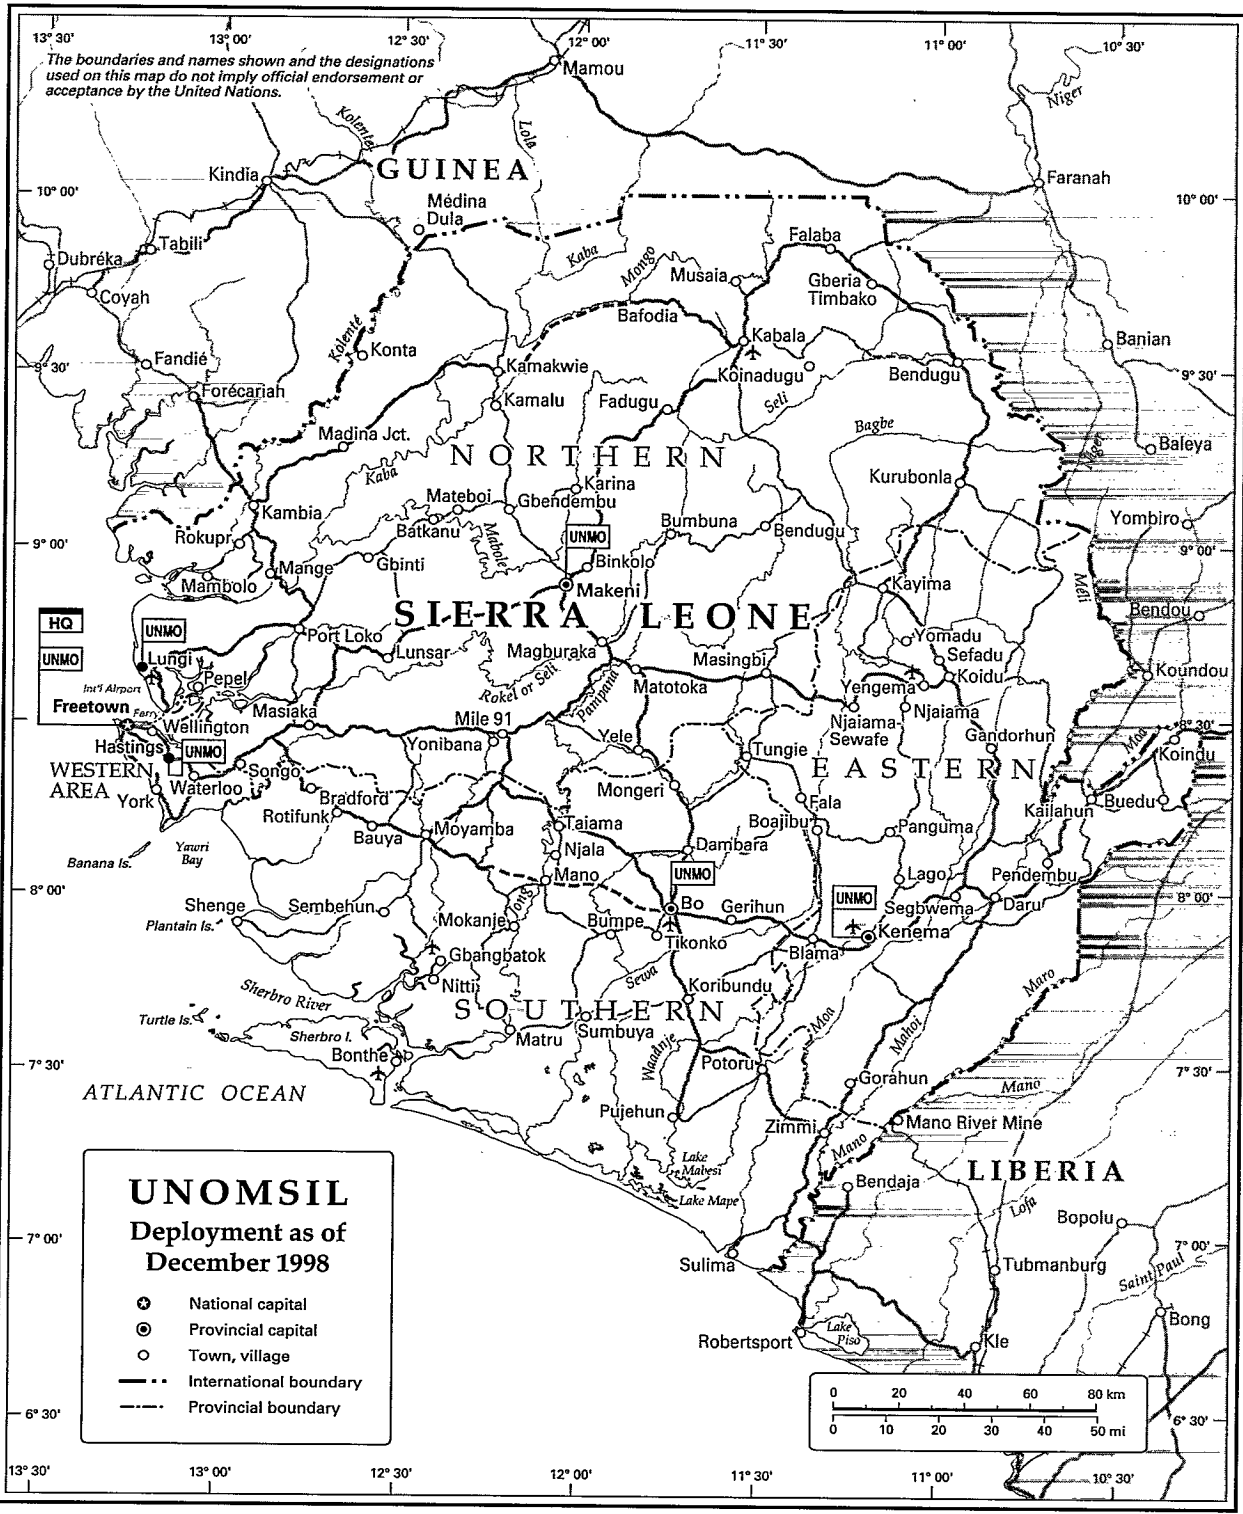 13° 30'
13° 00'
12° 30'
12° 00'
11° 30'
11° 00'
10° 30'
The boundaries and names shown and the designations
used on this map do not imply official endorsement or
acceptance by the United Nations.
Mamou
Niger
Kolente
Lola
GUINEA
Kindia
Faranah
10° 00'
10° 00'
Médina
Dula
Tabili
Falaba
Kaba
Mongo
Dubréka
Musaia
Gberia
Timbako
Coyah
Bafodia
Kolenté
Konta
Kabala
Banian
Fandié
9° 30'
Kamakwie
Koinadugu
Bendugu
9° 30'
Forécariah
Kamalu
Fadugu
Seli
Madina Jct.
Bagbe
NORTHERN
Niger
Baleya
Kaba
Kurubonla
Karina
Mateboi
Gbendembu
Kambia
Batkanu
Bumbuna
Bendugu
Yombiro
Rokupr
Mabole
UNMO
9° 00'
9° 00'
Gbinti
Binkolo
Mange
Mambolo
Makeni
Kayima
Méli
SIERRA LEONE
Bendou
HQ
UNMO
UNMO
Port Loko
Yomadu
Lungi
Lunsar
Magburaka
Masingbi
Sefadu
Koundou
Pepel
Rokel or Seli
Matotoka
Yengema
Koidu
Int'l Airport
Pampana
Freetown
Ferry
Masiaka
Mile 91
Njaiama-
Sewafe
Njaiama
Wellington
8° 30'
Hastings
UNMO
Yonibana
Yele
Tungie
Gandorhun
Moa
Koindu
WESTERN
AREA
Songo
EASTERN
Waterloo
York
Bradford
Mongeri
Fala
Kailahun
Buedu
Rotifunk
Bauya
Moyamba
Taiama
Boajibu
Panguma
Banana Is.
Yawri
Bay
Njala
Dambara
Lago
Pendembu
UNMO
Mano
UNMO
8° 00'
8° 00'
Shenge
Sembehun
Jong
Bo
Gerihun
Segbwema
Daru
Plantain Is.
Mokanje
Bumpe
Tikonko
Kenema
Blama
Gbangbatok
Nitti
Sewa
Koribundu
Maro
Sherbro River
SOUTHERN
Turtle Is.
Sherbro I.
Matru
Sumbuya
Moa
Mahoi
Bonthe
Waanje
Potoru
7° 30'
7° 30'
ATLANTIC OCEAN
Gorahun
Mano
Pujehun
Zimmi
Mano River Mine
Mano
Lake
Mabesi
LIBERIA
Bendaja
Lake Mape
Lofa
Bopolu
UNOMSIL
Deployment as of
December 1998
7° 00'
7° 00'
Sulima
Tubmanburg
Saint Paul
National capital
Provincial capital
Town, village
International boundary
Provincial boundary
Bong
Lake
Piso
Robertsport
Kle
0 20 40 60 80 km
0 10 20 30 40 50 mi
6° 30'
6° 30'
13° 30'
13° 00'
12° 30'
12° 00'
11° 30'
11° 00'
10° 30'